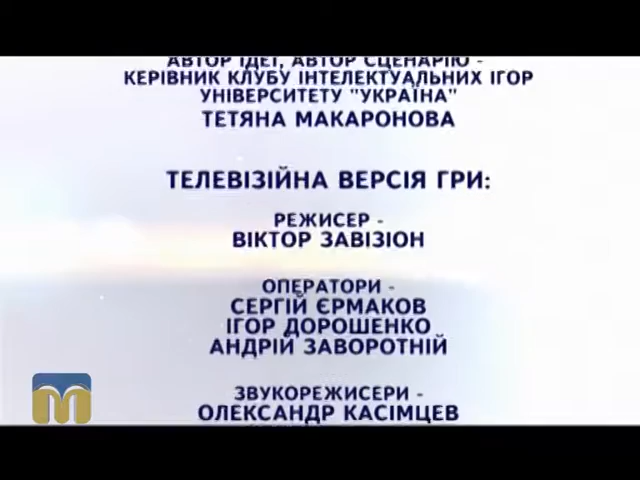 АВТОР ІДЕЇ, АВТОР СЦЕНАРІЮ -
КЕРІВНИК КЛУБУ ІНТЕЛЕКТУАЛЬНИХ ІГОР
УНІВЕРСИТЕТУ "УКРАЇНА"
ТЕТЯНА МАКАРОНОВА
ТЕЛЕВІЗІЙНА ВЕРСІЯ ГРИ:
РЕЖИСЕР -
ВІКТОР ЗАВІЗІОН
ОПЕРАТОРИ -
СЕРГІЙ ЄРМАКОВ
ІГОР ДОРОШЕНКО
АНДРІЙ ЗАВОРОТНІЙ
ЗВУКОРЕЖИСЕРИ -
ОЛЕКСАНДР КАСІМЦЕВ